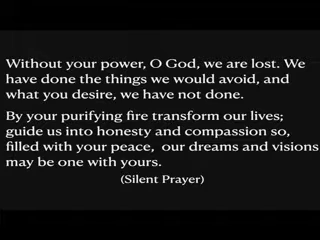 Without your power, O God, we are lost. We
have done the things we would avoid, and
what you desire, we have not done.
By your purifying fire transform our lives;
guide us into honesty and compassion so,
filled with your peace,  our dreams and visions
may be one with yours.
(Silent Prayer)